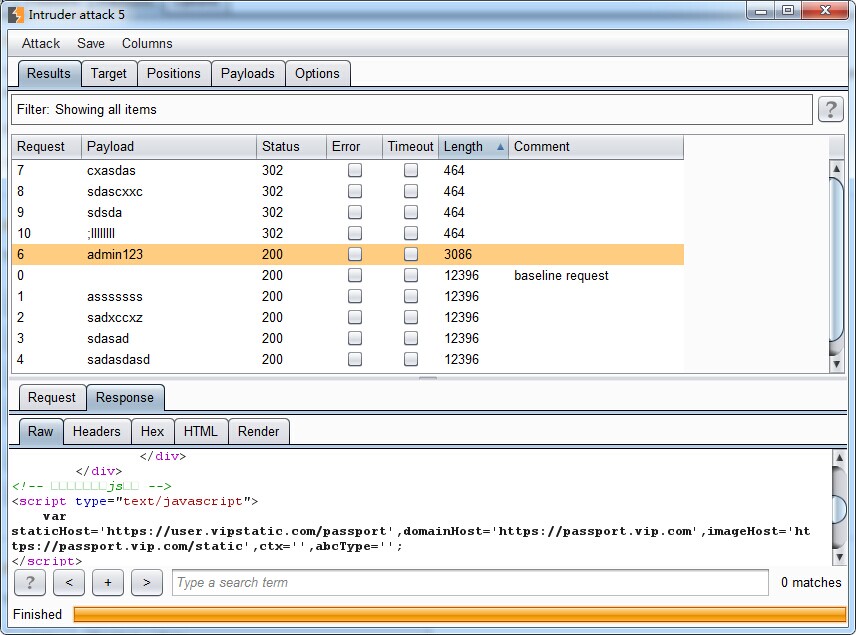 Intruder attack 5
Attack Save Columns
Results Target Positions Payloads Options
Filter: Showing all items ?
Request Payload Status Error Timeout Length Comment
7 cxasdas 302 464
8 sdascxxc 302 464
9 sdsda 302 464
10 ;llllllll 302 464
6 admin123 200 3086
0 200 12396 baseline request
1 asssssss 200 12396
2 sadxccxz 200 12396
3 sdasad 200 12396
4 sadasdasd 200 12396
Request Response
Raw Headers Hex HTML Render
</div>
</div>
<!-- □□□□□□□js□□ -->
<script type="text/javascript">
var
staticHost='https://user.vipstatic.com/passport',domainHost='https://passport.vip.com',imageHost='ht
tps://passport.vip.com/static',ctx='',abcType='';
</script>
? < + > Type a search term 0 matches
Finished